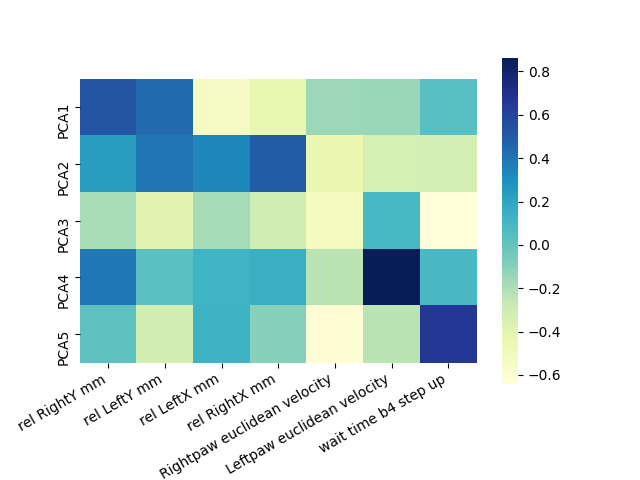 PCA1
PCA2
PCA3
PCA4
PCA5
rel RightY mm
rel LeftY mm
rel LeftX mm
rel RightX mm
Rightpaw euclidean velocity
Leftpaw euclidean velocity
wait time b4 step up
0.8
0.6
0.4
0.2
0.0
−0.2
−0.4
−0.6